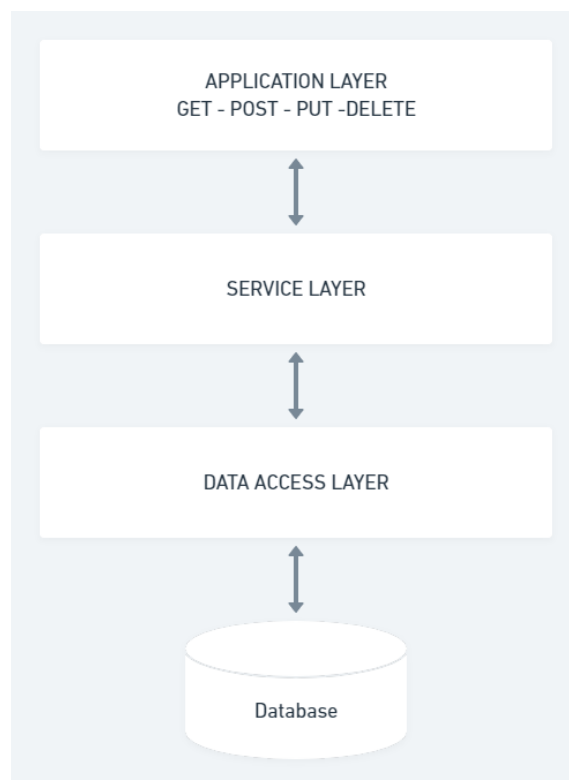 APPLICATION LAYER
GET - POST - PUT -DELETE
SERVICE LAYER
DATA ACCESS LAYER
Database